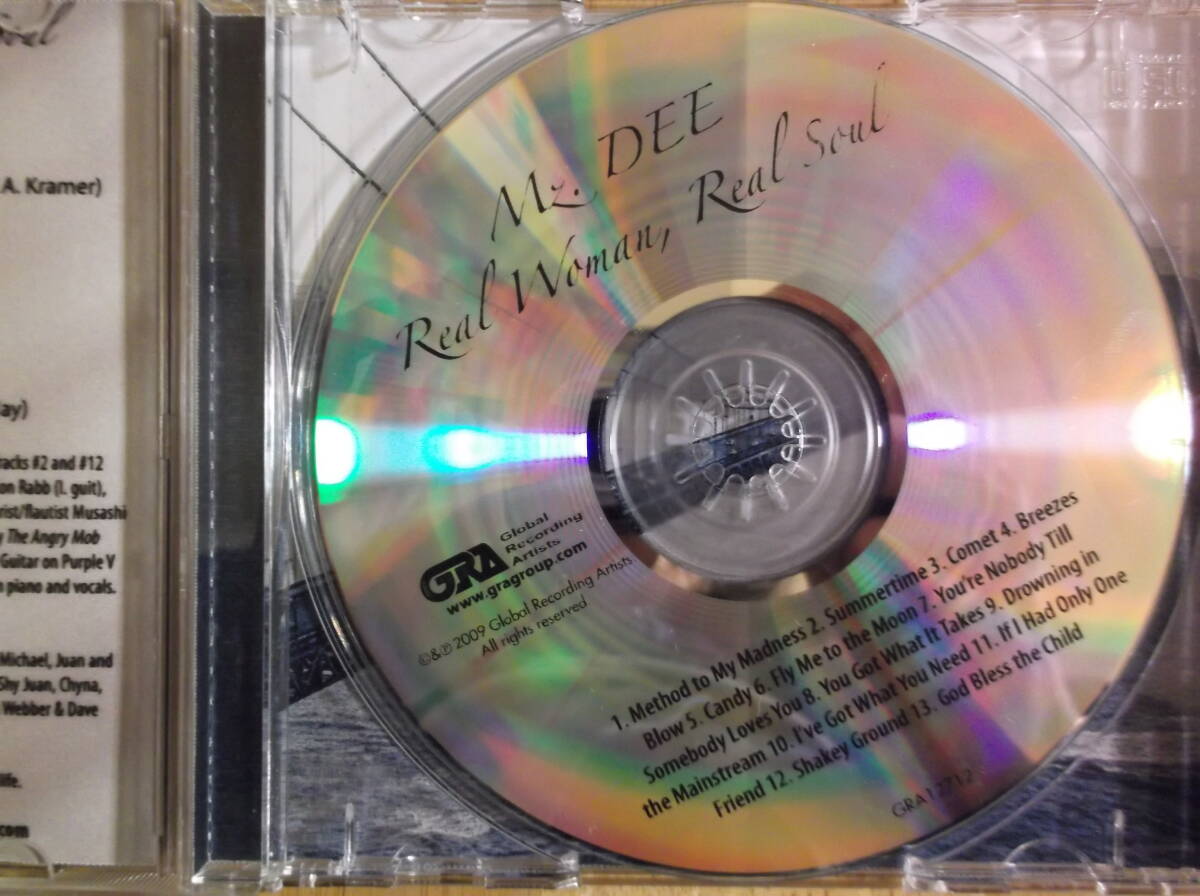 A. Kramer)
racks #2 and #12
on Rabb (l. guit),
rist/flautist Musashi
The Angry Mob
Guitar on Purple V
piano and vocals.
Michael, Juan and
Shy Juan, Chyna,
Webber & Dave
life.
com
Mz. DEE
Real Woman, Real Soul
GRA Global
Recording
Artists
www.gragroup.com
©&℗ 2009 Global Recording Artists
All rights reserved
1. Method to My Madness 2. Summertime 3. Comet 4. Breezes
Blow 5. Candy 6. Fly Me to the Moon 7. You're Nobody Till
Somebody Loves You 8. You Got What It Takes 9. Drowning in
the Mainstream 10. I've Got What You Need 11. If I Had Only One
Friend 12. Shakey Ground 13. God Bless the Child